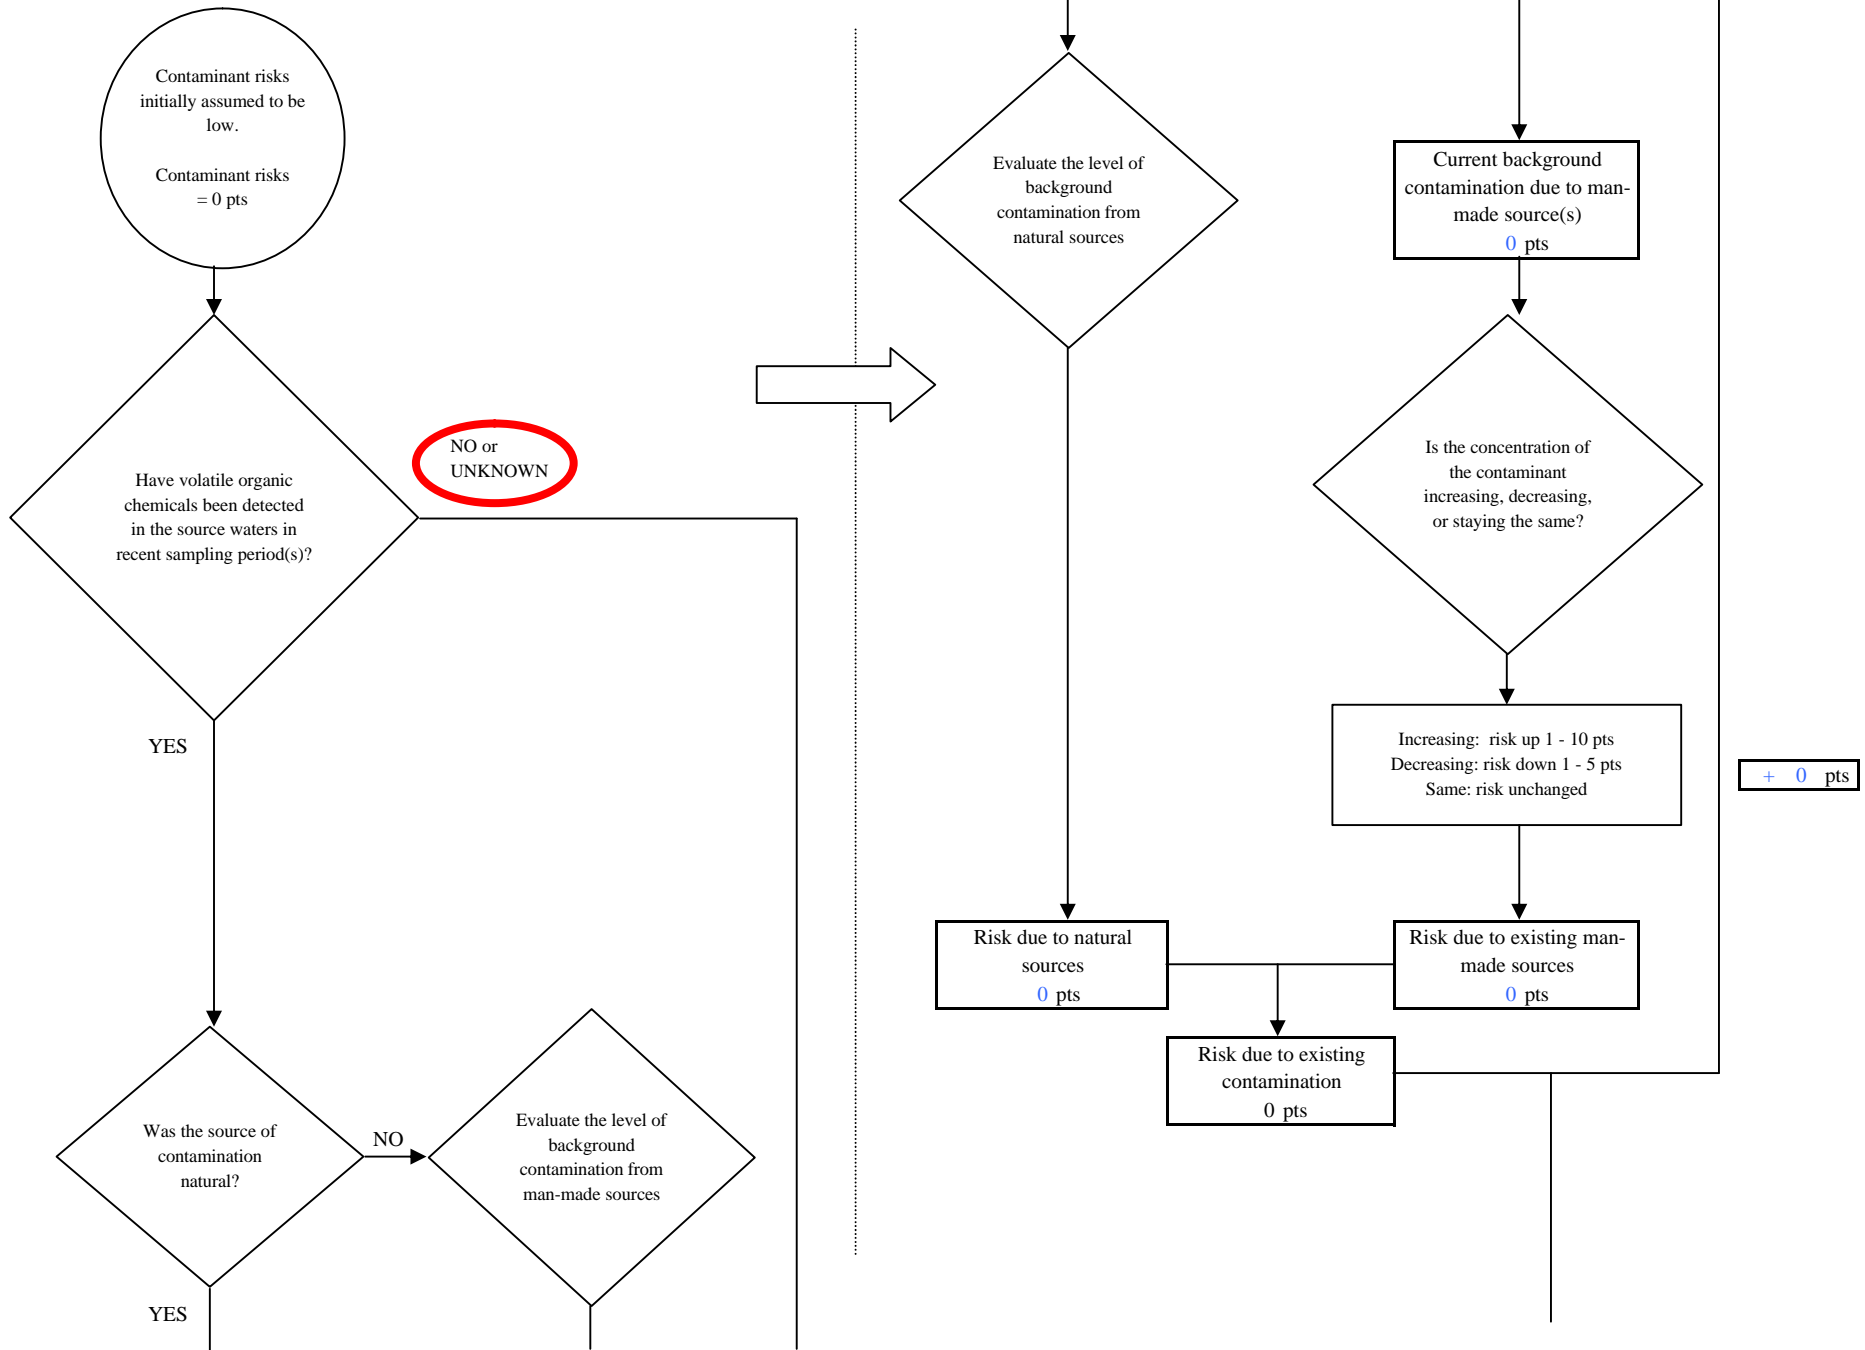 Contaminant risks
initially assumed to be
low.
Contaminant risks
= 0 pts
NO or
UNKNOWN
Have volatile organic
chemicals been detected
in the source waters in
recent sampling period(s)?
YES
Was the source of
contamination
natural?
NO
Evaluate the level of
background
contamination from
man-made sources
YES
Evaluate the level of
background
contamination from
natural sources
Current background
contamination due to man-
made source(s)
0 pts
Is the concentration of
the contaminant
increasing, decreasing,
or staying the same?
Increasing: risk up 1 - 10 pts
Decreasing: risk down 1 - 5 pts
Same: risk unchanged
+ 0 pts
Risk due to natural
sources
0 pts
Risk due to existing man-
made sources
0 pts
Risk due to existing
contamination
0 pts